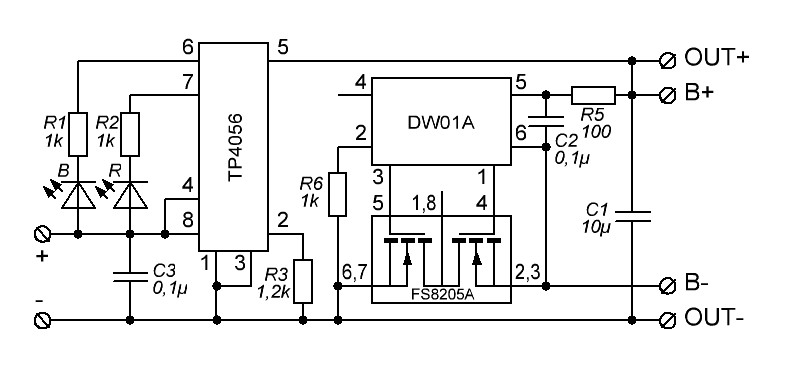 6 5 OUT+
7 4 5 B+
R1 1k R2 1k TP4056 DW01A R5 100
2 6 C2 0,1μ
B R 3 1
4 R6 1k 5 1,8 4 C1 10μ
8 2
+ 1 3 R3 1,2k 6,7 2,3 B-
C3 0,1μ FS8205A
- OUT-